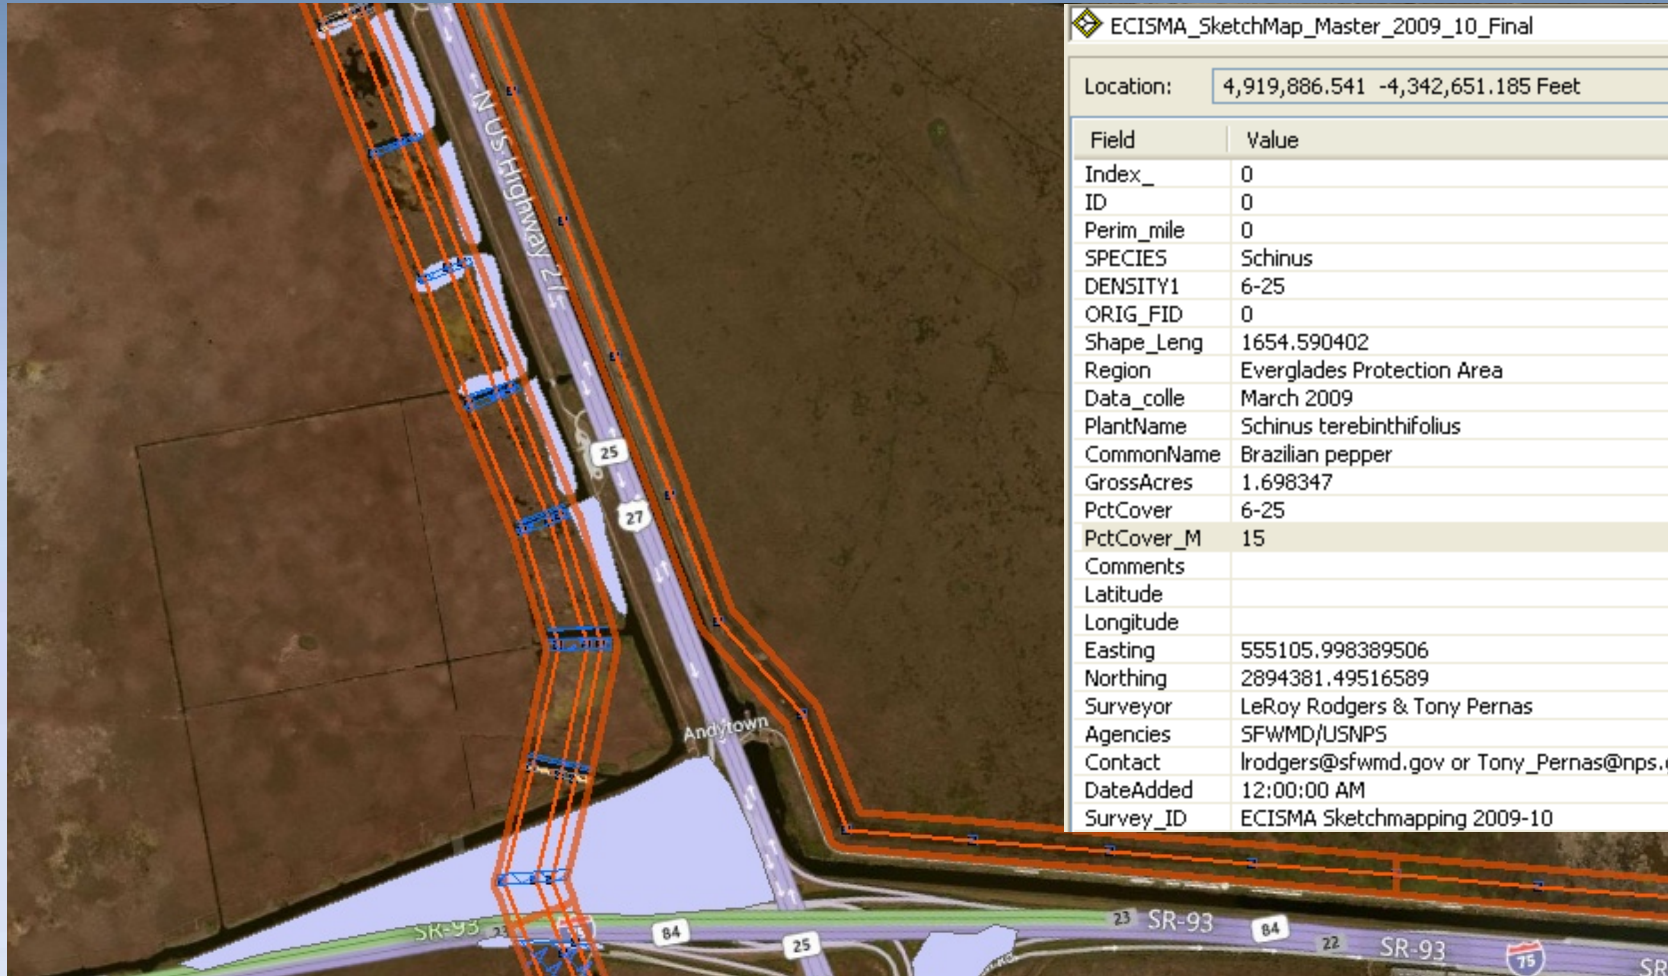 ECISMA_SketchMap_Master_2009_10_Final
Location: 4,919,886.541 -4,342,651.185 Feet
Field Value
Index_ 0
ID 0
Perim_mile 0
SPECIES Schinus
DENSITY1 6-25
ORIG_FID 0
Shape_Leng 1654.590402
Region Everglades Protection Area
Data_colle March 2009
PlantName Schinus terebinthifolius
CommonName Brazilian pepper
GrossAcres 1.698347
PctCover 6-25
PctCover_M 15
Comments
Latitude
Longitude
Easting 555105.998389506
Northing 2894381.49516589
Surveyor LeRoy Rodgers & Tony Pernas
Agencies SFWMD/USNPS
Contact lrodgers@sfwmd.gov or Tony_Pernas@nps.
DateAdded 12:00:00 AM
Survey_ID ECISMA Sketchmapping 2009-10
N US Highway 27
25
27
Andytown
SR-93 23
84
25
23 SR-93
84
22
SR-93
75
SR
Rd.